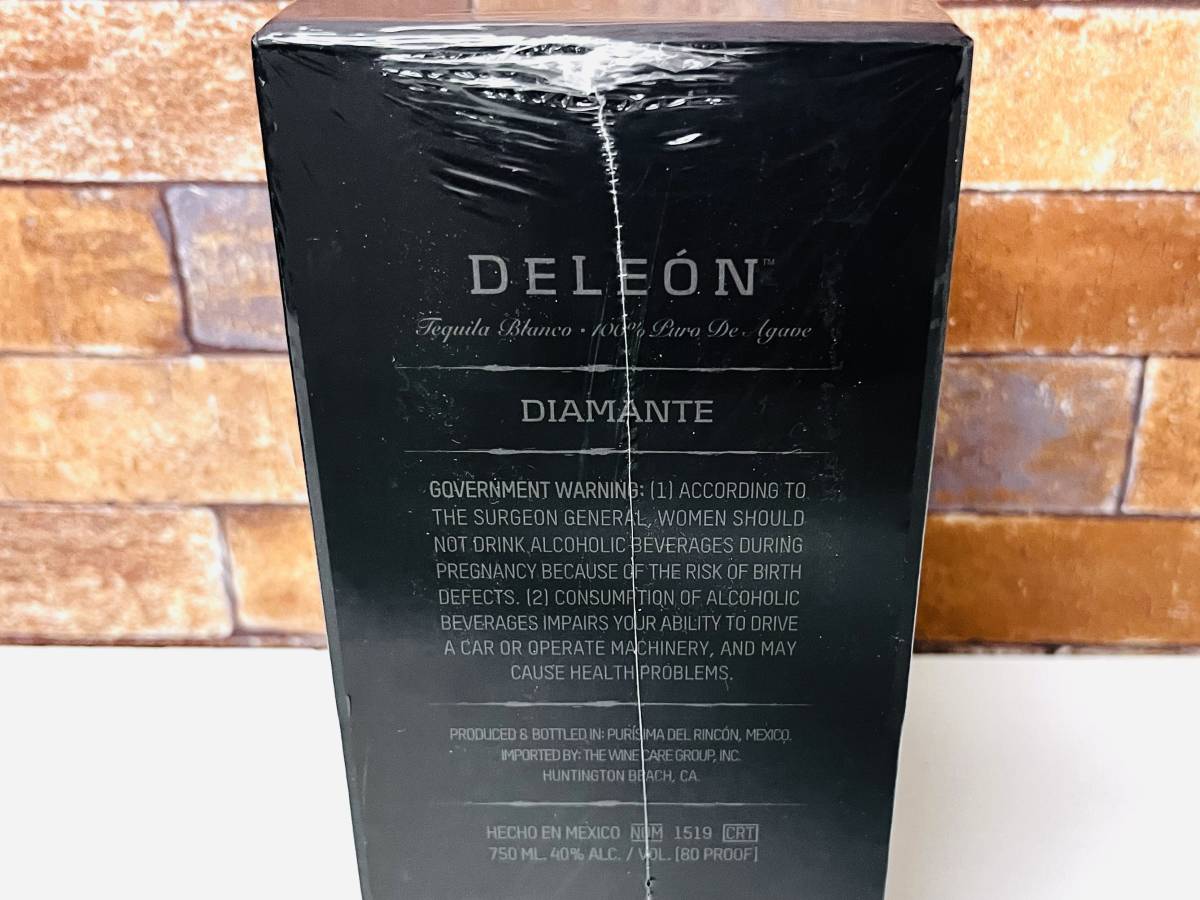 DELEÓN™
Tequila Blanco • 100% Puro De Agave
DIAMANTE
GOVERNMENT WARNING: (1) ACCORDING TO
THE SURGEON GENERAL, WOMEN SHOULD
NOT DRINK ALCOHOLIC BEVERAGES DURING
PREGNANCY BECAUSE OF THE RISK OF BIRTH
DEFECTS. (2) CONSUMPTION OF ALCOHOLIC
BEVERAGES IMPAIRS YOUR ABILITY TO DRIVE
A CAR OR OPERATE MACHINERY, AND MAY
CAUSE HEALTH PROBLEMS.
PRODUCED & BOTTLED IN: PURÍSIMA DEL RINCÓN, MEXICO.
IMPORTED BY: THE WINE CARE GROUP, INC.
HUNTINGTON BEACH, CA.
HECHO EN MEXICO NOM 1519 CRT
750 ML. 40% ALC. / VOL. [80 PROOF]